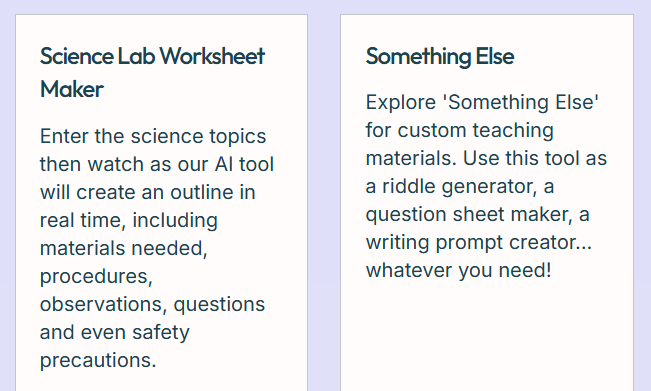 Science Lab Worksheet
Maker
Enter the science topics
then watch as our AI tool
will create an outline in
real time, including
materials needed,
procedures,
observations, questions
and even safety
precautions.
Something Else
Explore 'Something Else'
for custom teaching
materials. Use this tool as
a riddle generator, a
question sheet maker, a
writing prompt creator...
whatever you need!